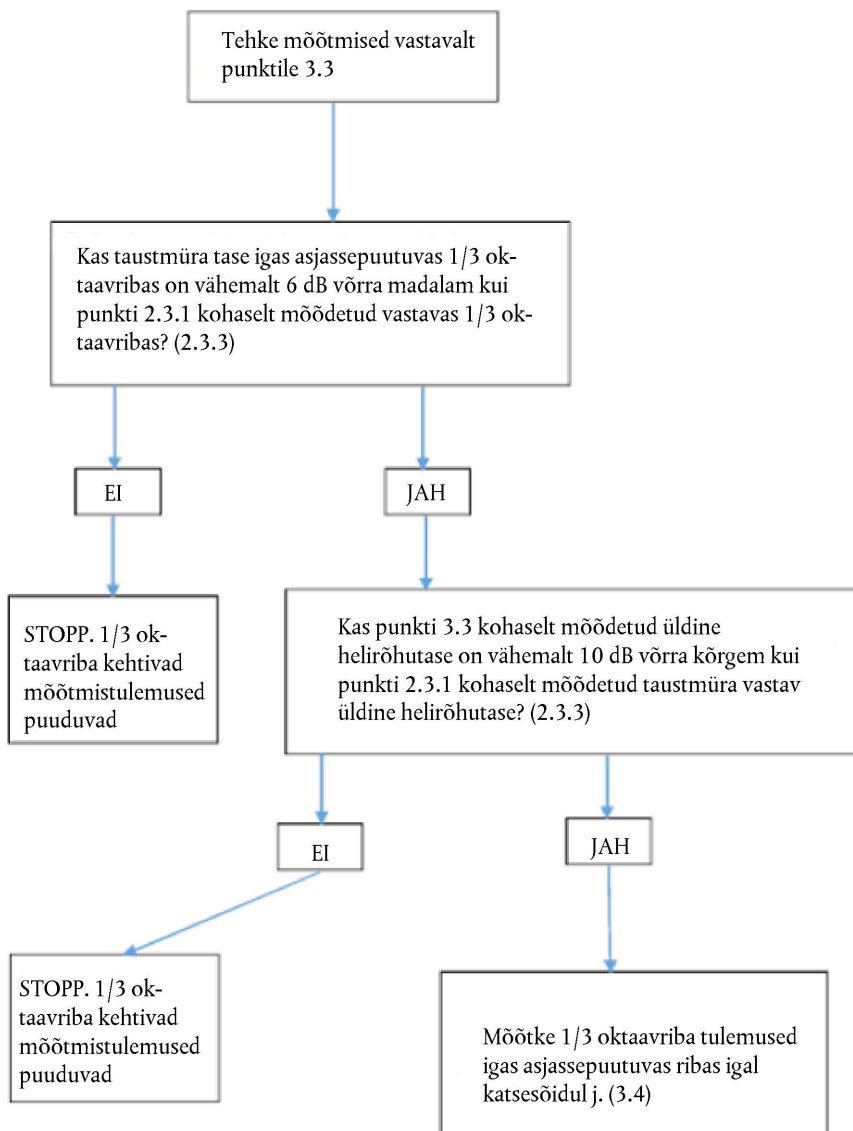 Tehke mõõtmised vastavalt
punktile 3.3
Kas taustmüra tase igas asjassepuutuvas 1/3 ok-
taavribas on vähemalt 6 dB võrra madalam kui
punkti 2.3.1 kohaselt mõõdetud vastavas 1/3 ok-
taavribas? (2.3.3)
EI
JAH
STOPP. 1/3 ok-
taavriba kehtivad
mõõtmistulemused
puuduvad
Kas punkti 3.3 kohaselt mõõdetud üldine
helirõhutase on vähemalt 10 dB võrra kõrgem kui
punkti 2.3.1 kohaselt mõõdetud taustmüra vastav
üldine helirõhutase? (2.3.3)
EI
JAH
STOPP. 1/3 ok-
taavriba kehtivad
mõõtmistulemused
puuduvad
Mõõtke 1/3 oktaavriba tulemused
igas asjassepuutuvas ribas igal
katsesõidul j. (3.4)